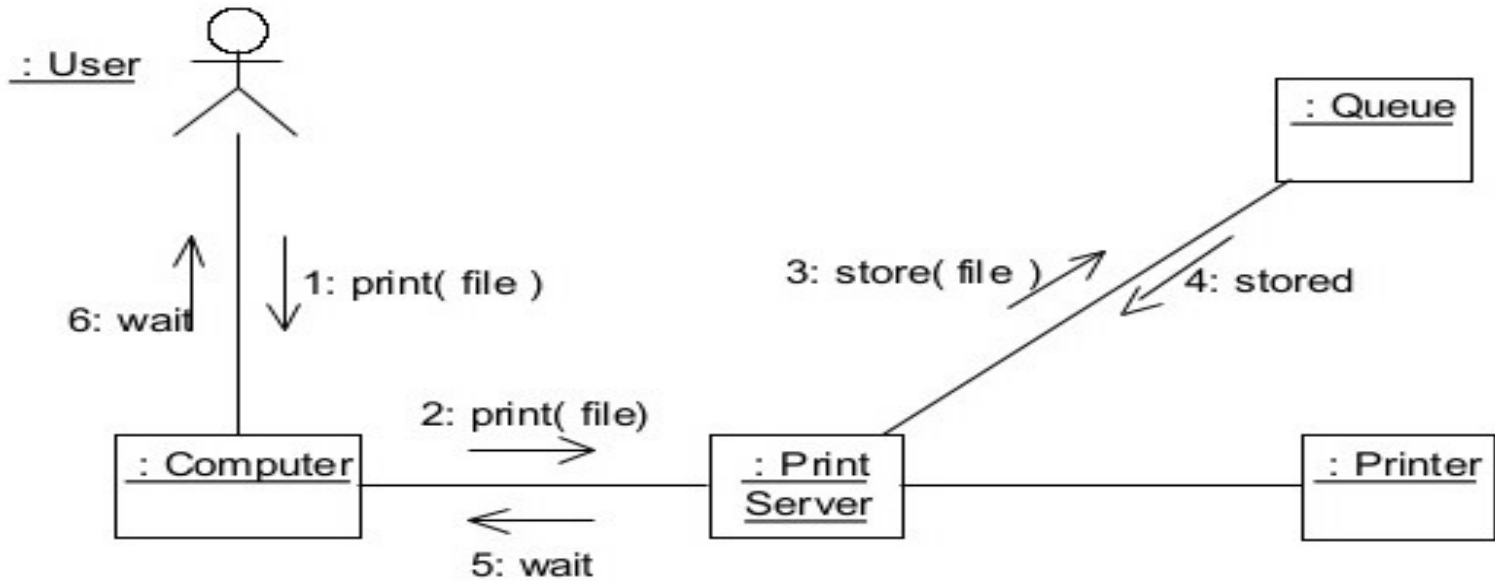 : User
: Queue
1: print( file )
6: wait
3: store( file )
4: stored
2: print( file)
: Computer
: Print
Server
: Printer
5: wait